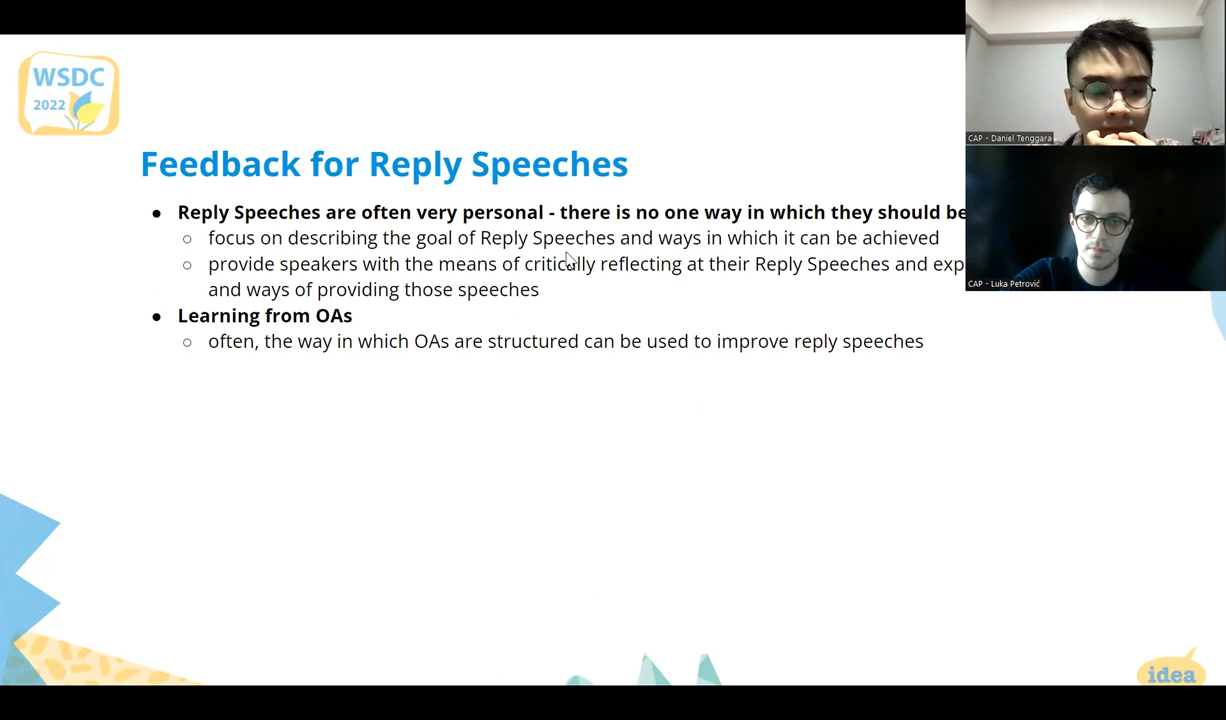 WSDC
2022
Feedback for Reply Speeches
● Reply Speeches are often very personal - there is no one way in which they should be
○ focus on describing the goal of Reply Speeches and ways in which it can be achieved
○ provide speakers with the means of critically reflecting at their Reply Speeches and exp
and ways of providing those speeches
● Learning from OAs
○ often, the way in which OAs are structured can be used to improve reply speeches
CAP - Daniel Tenggara
CAP - Luka Petrović
idea